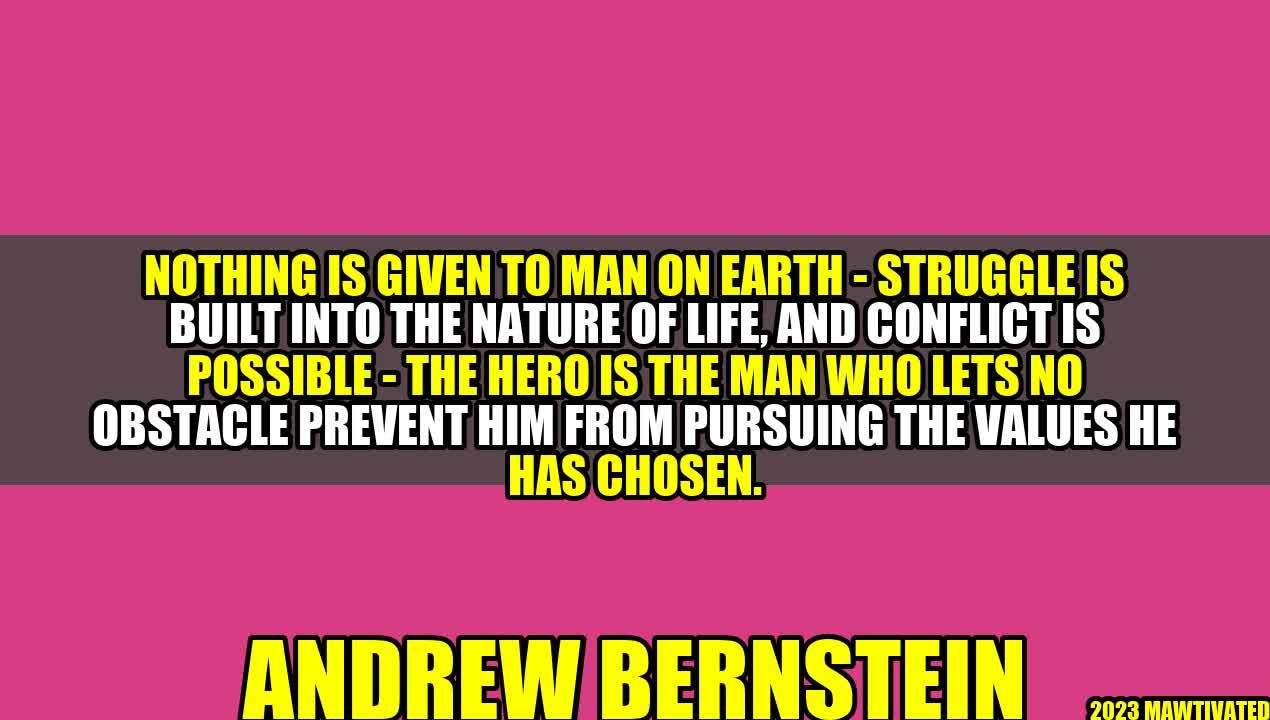 NOTHING IS GIVEN TO MAN ON EARTH - STRUGGLE IS
BUILT INTO THE NATURE OF LIFE, AND CONFLICT IS
POSSIBLE - THE HERO IS THE MAN WHO LETS NO
OBSTACLE PREVENT HIM FROM PURSUING THE VALUES HE
HAS CHOSEN.
ANDREW BERNSTEIN
2023 MAWTIVATED